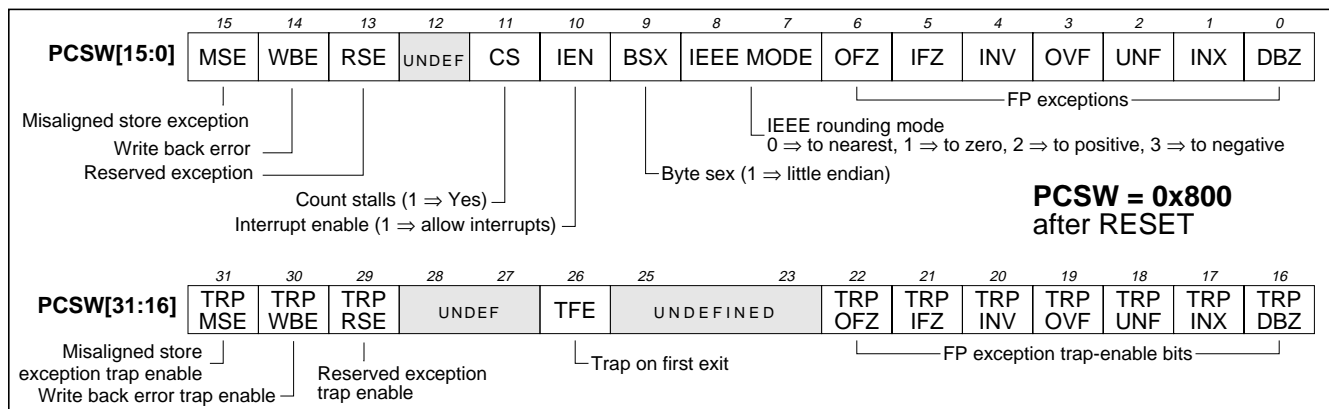 15 14 13 12 11 10 9 8 7 6 5 4 3 2 1 0
PCSW[15:0] MSE WBE RSE UNDEF CS IEN BSX IEEE MODE OFZ IFZ INV OVF UNF INX DBZ
Misaligned store exception
Write back error
Reserved exception
Count stalls (1 ⇒ Yes)
Interrupt enable (1 ⇒ allow interrupts)
Byte sex (1 ⇒ little endian)
IEEE rounding mode
0 ⇒ to nearest, 1 ⇒ to zero, 2 ⇒ to positive, 3 ⇒ to negative
FP exceptions
PCSW = 0x800
after RESET
31 30 29 28 27 26 25 23 22 21 20 19 18 17 16
PCSW[31:16] TRP MSE TRP WBE TRP RSE UNDEF TFE UNDEFINED TRP OFZ TRP IFZ TRP INV TRP OVF TRP UNF TRP INX TRP DBZ
Misaligned store
exception trap enable
Write back error trap enable
Reserved exception
trap enable
Trap on first exit
FP exception trap-enable bits